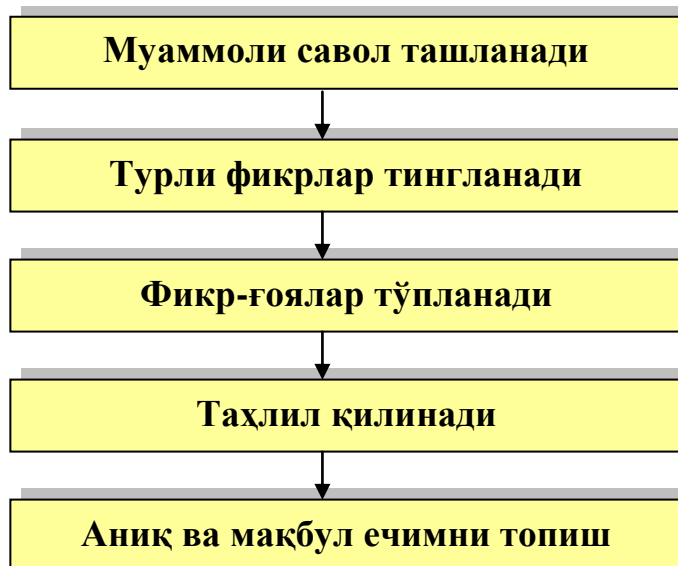 Муаммоли савол ташланади
Турли фикрлар тингланади
Фикр-ғоялар тўпланади
Таҳлил қилинади
Аниқ ва мақбул ечимни топиш